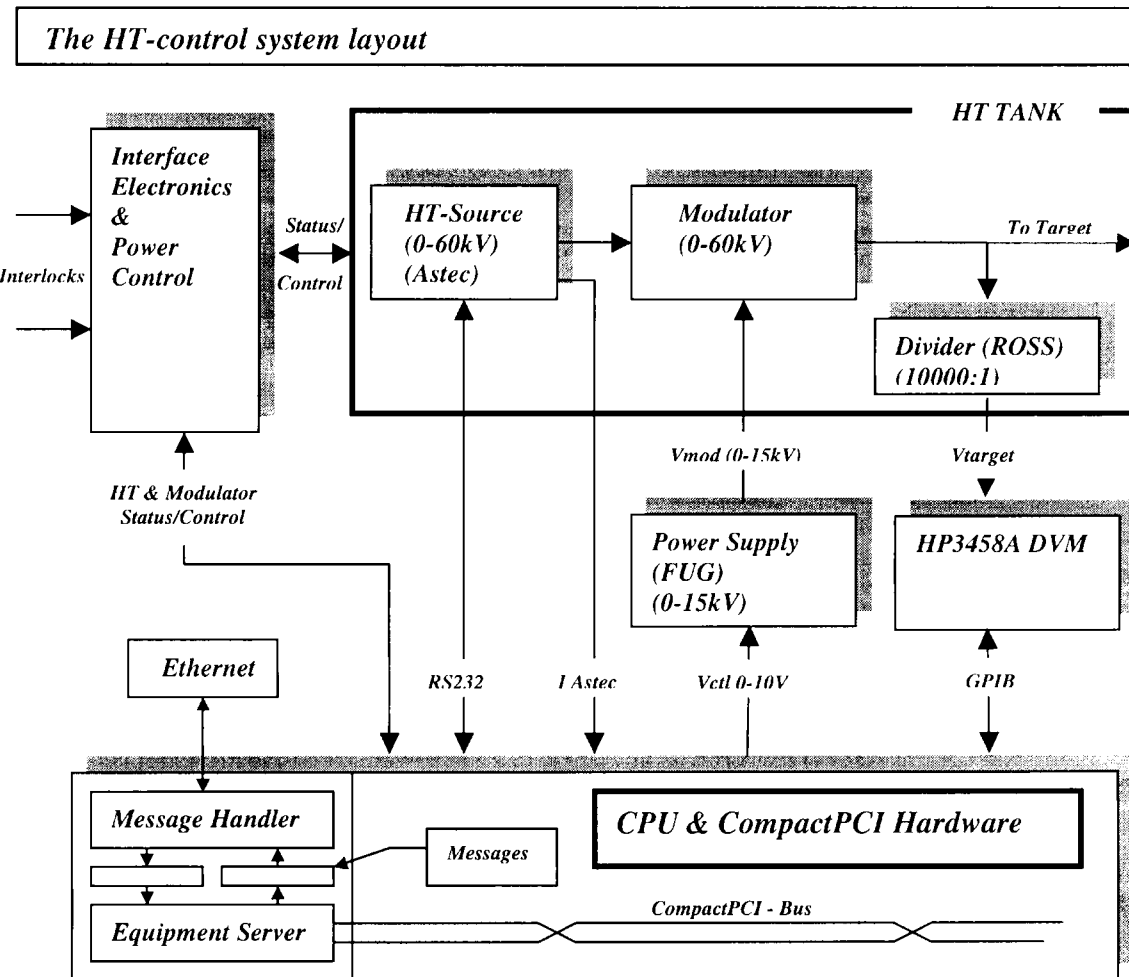 The HT-control system layout
HT TANK
Interface
Electronics
&
Power
Control
Interlocks
Status/
Control
HT-Source
(0-60kV)
(Astec)
Modulator
(0-60kV)
To Target
Divider (ROSS)
(10000:1)
HT & Modulator
Status/Control
Vmod (0-15kV)
Vtarget
Power Supply
(FUG)
(0-15kV)
HP3458A DVM
Ethernet
RS232
I Astec
Vctl 0-10V
GPIB
Message Handler
Messages
CPU & CompactPCI Hardware
Equipment Server
CompactPCI - Bus